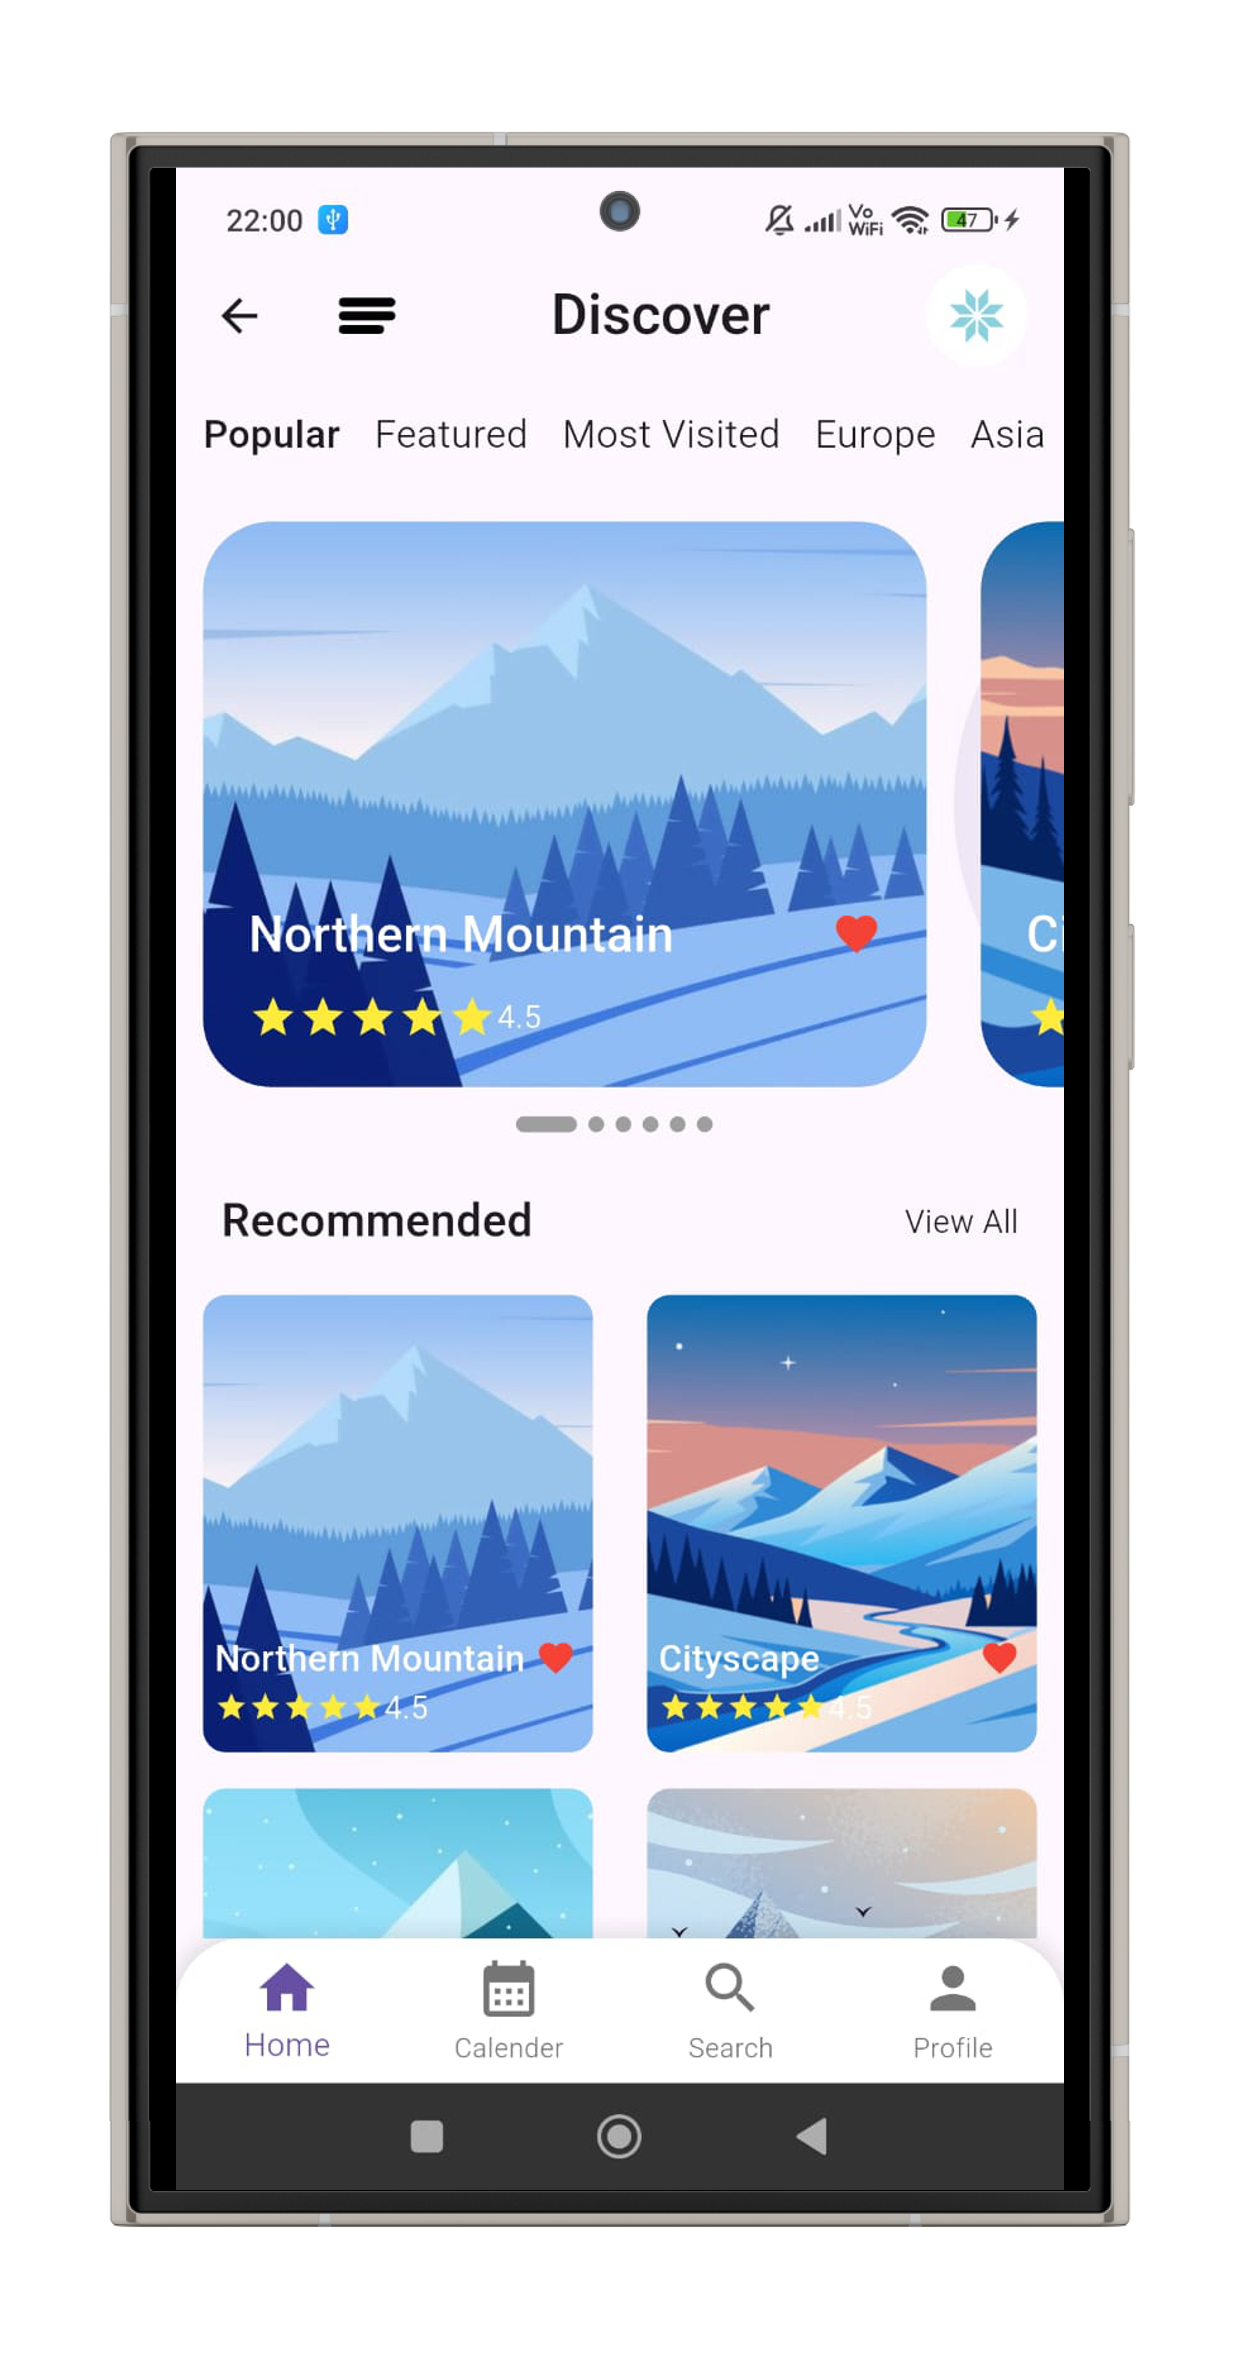 22:00
Vo
WiFi
47
Discover
Popular Featured Most Visited Europe Asia
Northern Mountain
4.5
Ci
Recommended View All
Northern Mountain
4.5
Cityscape
4.5
Home Calender Search Profile